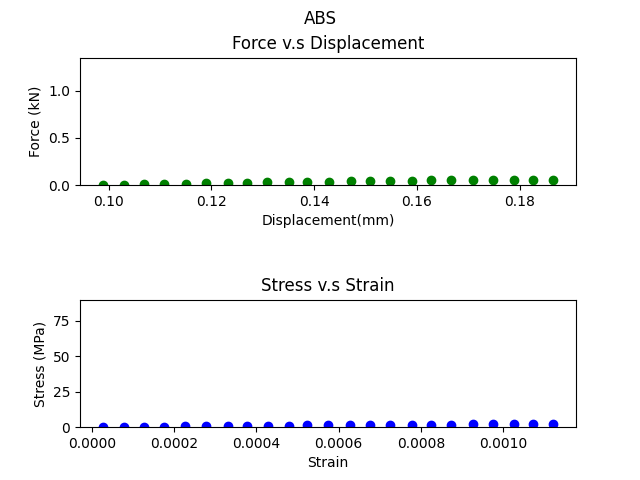 ABS
Force v.s Displacement
1.0
0.5
0.0
Force (kN)
0.10 0.12 0.14 0.16 0.18
Displacement(mm)
Stress v.s Strain
75
50
25
0
Stress (MPa)
0.0000 0.0002 0.0004 0.0006 0.0008 0.0010
Strain